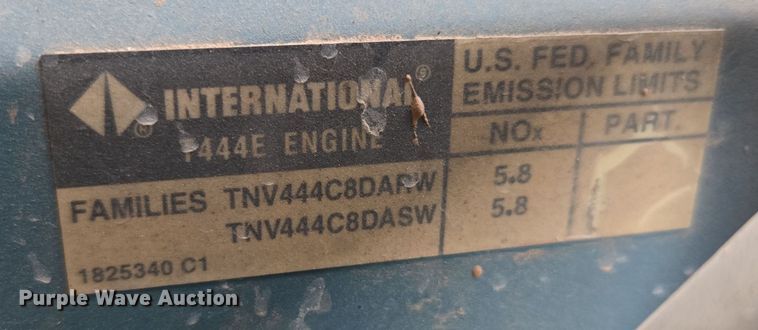 INTERNATIONAL®
T444E ENGINE
U.S. FED. FAMILY
EMISSION LIMITS
NOx PART.
FAMILIES TNV444C8DARW 5.8
TNV444C8DASW 5.8
1825340 C1
Purple Wave Auction